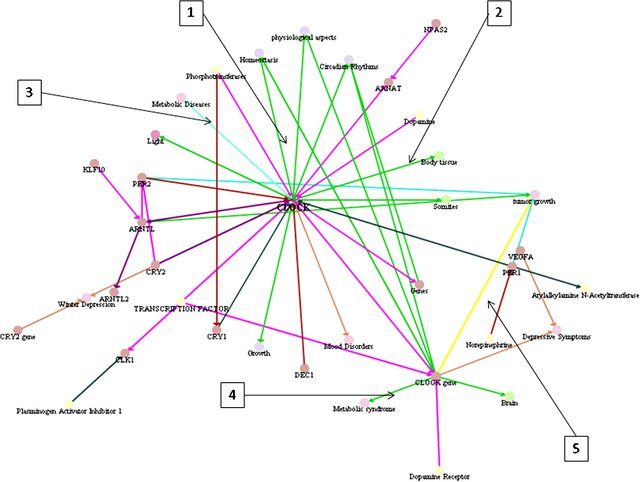 1
2
NPAS2
physiological aspects
Homeostasis
Circadian Rhythms
Phosphotransferases
ARNAT
3
Metabolic Diseases
Dopamine
Light
Body tissue
KLF10
PER2
CLOCK
Somites
tumor growth
ARNTL
VEGFA
CRY2
PER1
Arylalkylamine N-Acetyltransferase
Winter Depression
ARNTL2
Genes
TRANSCRIPTION FACTOR
CRY2 gene
CRY1
Growth
Mood Disorders
Norepinephrine
Depressive Symptoms
CLK1
DEC1
CLOCK gene
4
Metabolic syndrome
Brain
Plasminogen Activator Inhibitor 1
5
Dopamine Receptor